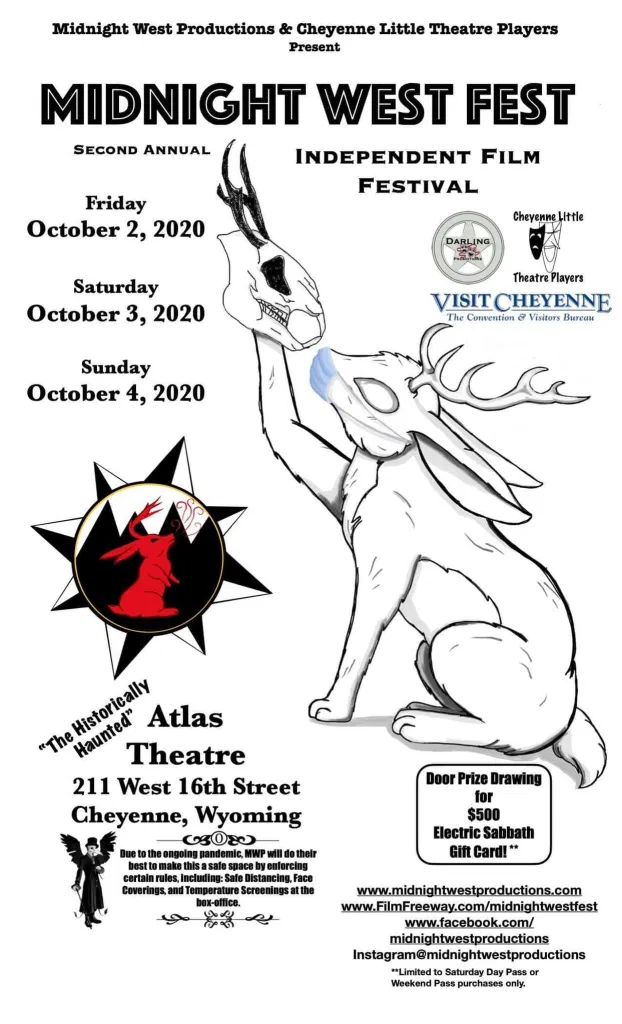 Midnight West Productions & Cheyenne Little Theatre Players
Present
MIDNIGHT WEST FEST
Second Annual
Independent Film
Festival
Friday
October 2, 2020
Saturday
October 3, 2020
Sunday
October 4, 2020
DARLING
PRODUCTIONS
Cheyenne Little
Theatre Players
VISIT CHEYENNE
The Convention & Visitors Bureau
"The Historically
Haunted"
Atlas
Theatre
211 West 16th Street
Cheyenne, Wyoming
Due to the ongoing pandemic, MWP will do their
best to make this a safe space by enforcing
certain rules, including: Safe Distancing, Face
Coverings, and Temperature Screenings at the
box-office.
Door Prize Drawing
for
$500
Electric Sabbath
Gift Card! **
www.midnightwestproductions.com
www.FilmFreeway.com/midnightwestfest
www.facebook.com/
midnightwestproductions
Instagram@midnightwestproductions
**Limited to Saturday Day Pass or
Weekend Pass purchases only.